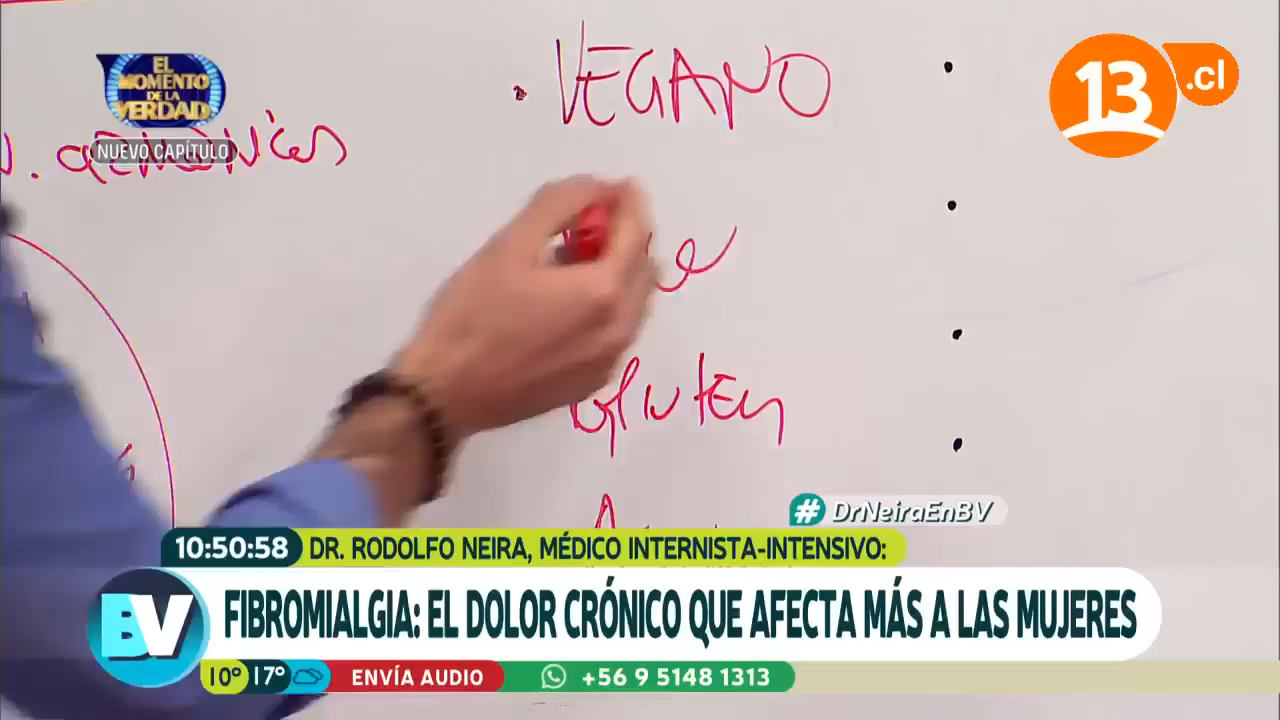 EL
MOMENTO
DE LA
VERDAD
NUEVO CAPÍTULO
13.cl
VEGANO
Gluten
#DrNeiraEnBV
10:50:58 DR. RODOLFO NEIRA, MÉDICO INTERNISTA-INTENSIVO:
BV FIBROMIALGIA: EL DOLOR CRÓNICO QUE AFECTA MÁS A LAS MUJERES
10° 17° ENVÍA AUDIO +56 9 5148 1313